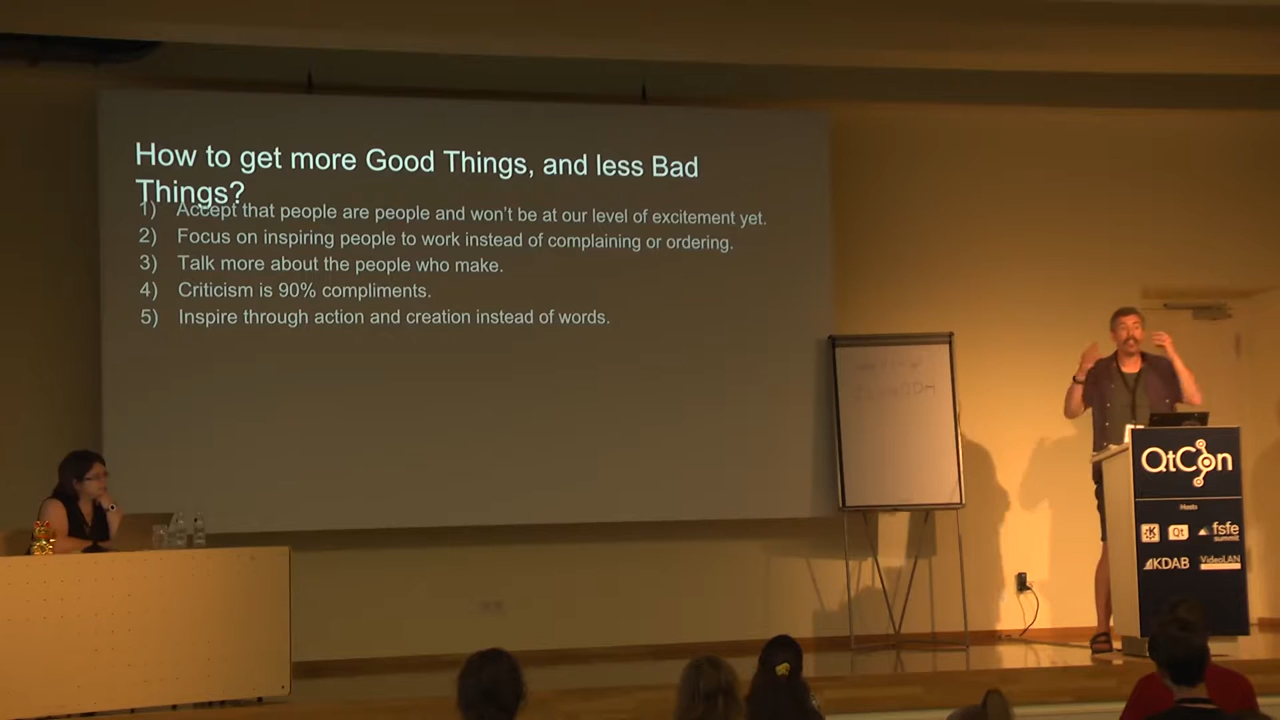 How to get more Good Things, and less Bad
Things?
1) Accept that people are people and won't be at our level of excitement yet.
2) Focus on inspiring people to work instead of complaining or ordering.
3) Talk more about the people who make.
4) Criticism is 90% compliments.
5) Inspire through action and creation instead of words.
QtCon
Hosts
Qt
fsfe
summit
KDAB
VideoLAN